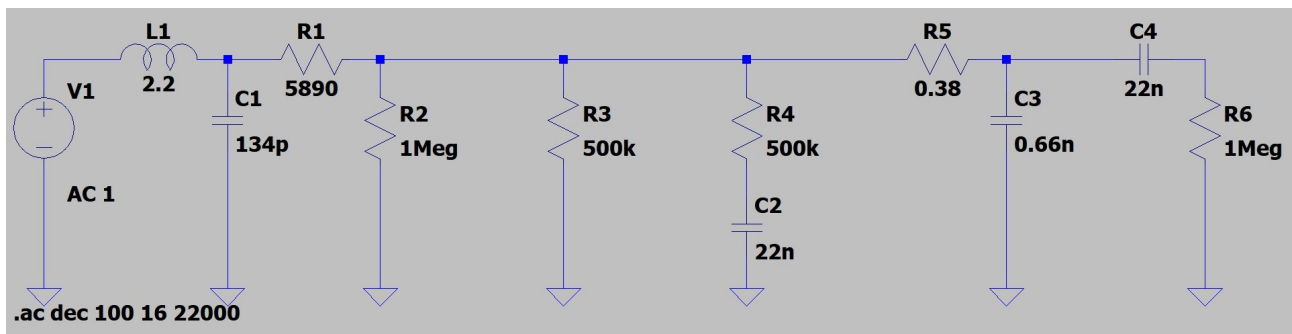 L1
2.2
V1
AC 1
C1
134p
R1
5890
R2
1Meg
R3
500k
R4
500k
C2
22n
R5
0.38
C3
0.66n
C4
22n
R6
1Meg
.ac dec 100 16 22000